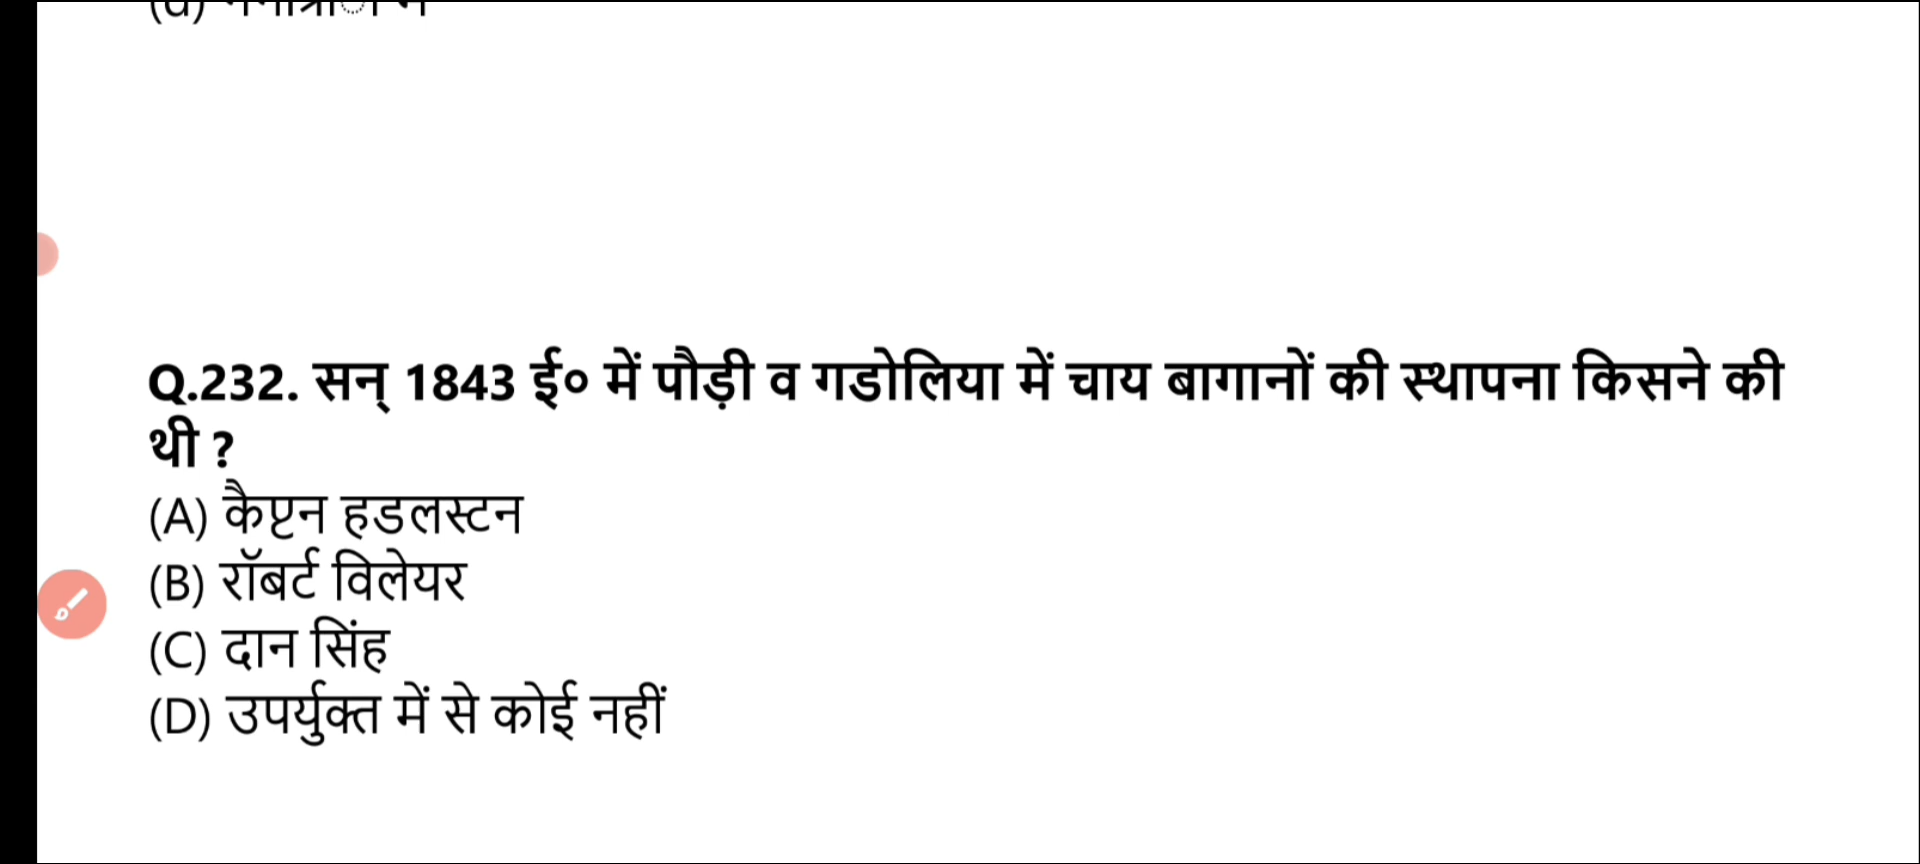 (d)
Q.232. सन् 1843 ई० में पौड़ी व गडोलिया में चाय बागानों की स्थापना किसने की
थी ?
(A) कैप्टन हडलस्टन
(B) रॉबर्ट विलेयर
(C) दान सिंह
(D) उपर्युक्त में से कोई नहीं